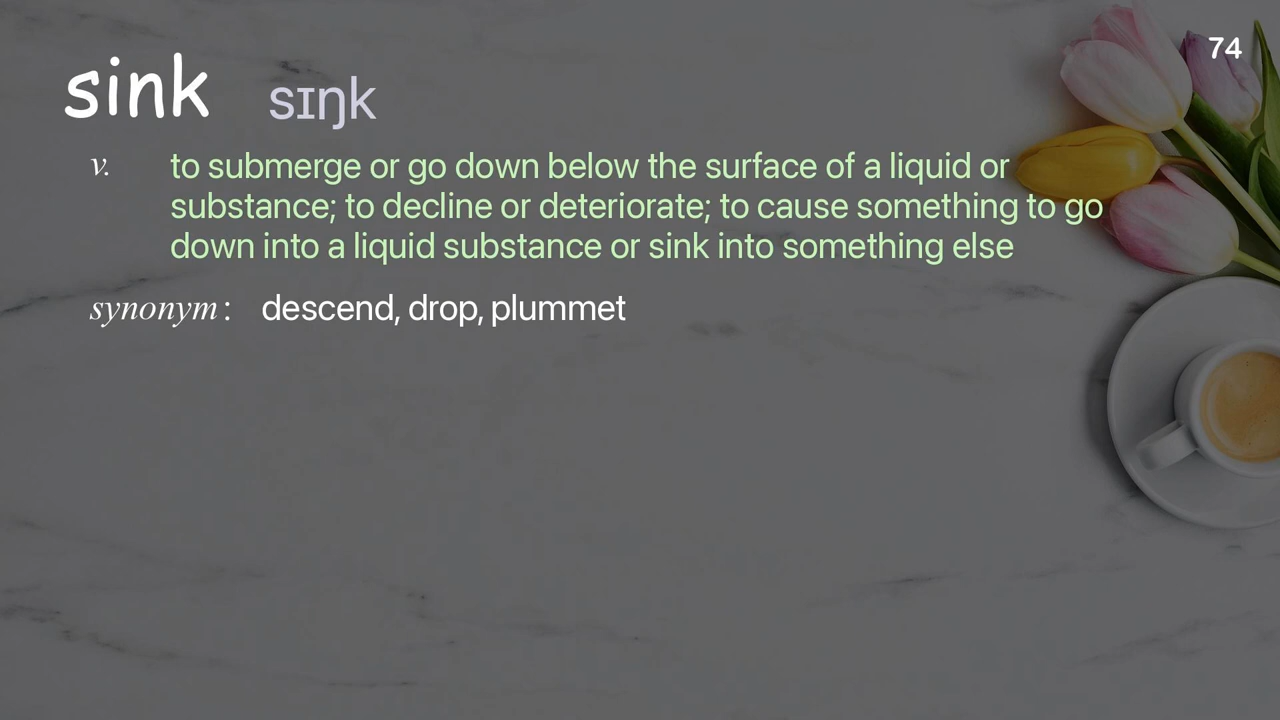 74
sink sɪŋk
v. to submerge or go down below the surface of a liquid or
substance; to decline or deteriorate; to cause something to go
down into a liquid substance or sink into something else
synonym : descend, drop, plummet